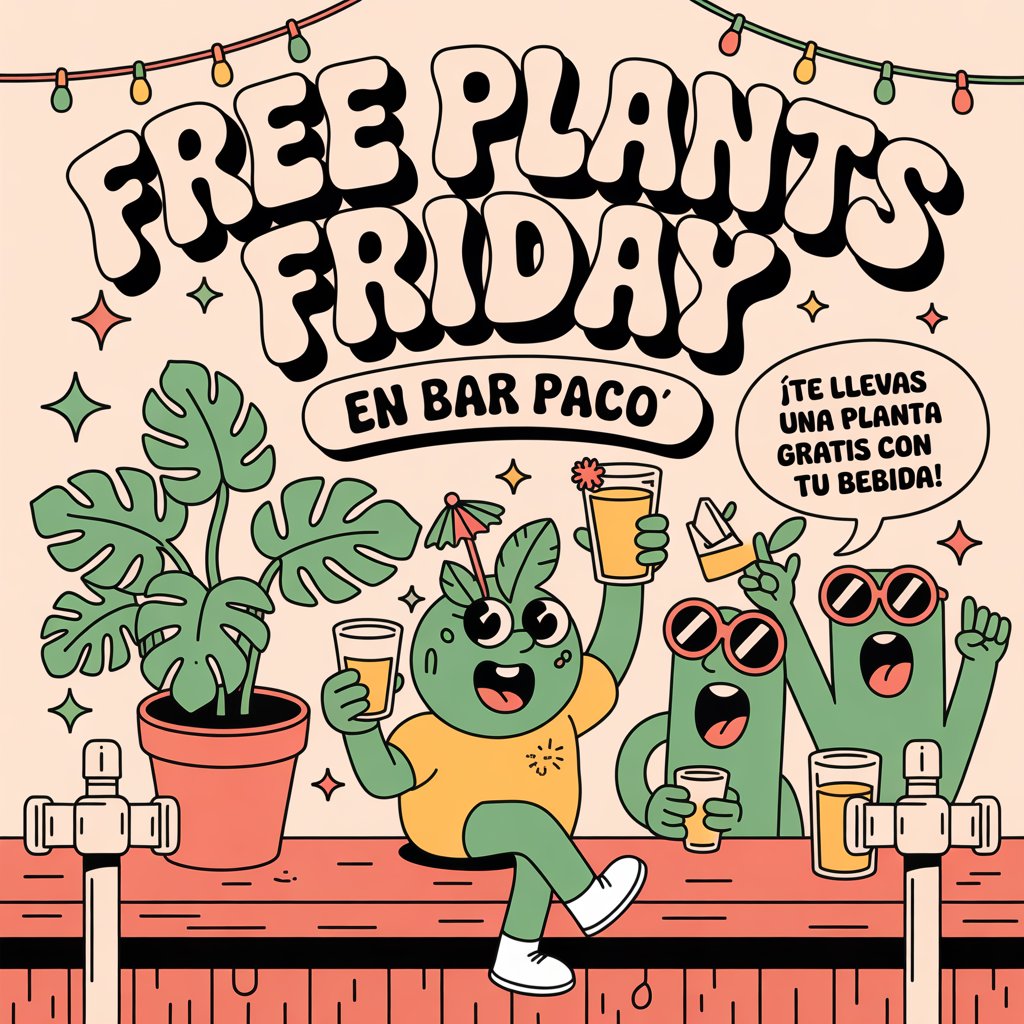 FREE PLANTS
FRIDAY
EN BAR PACO'
¡TE LLEVAS
UNA PLANTA
GRATIS CON
TU BEBIDA!